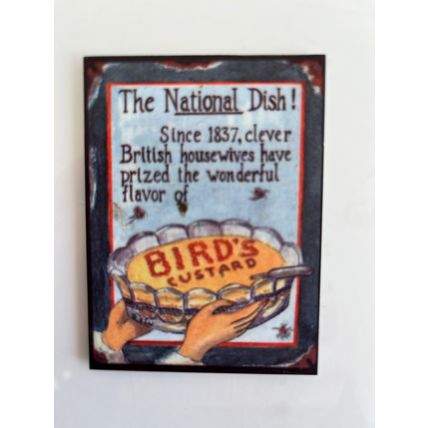 The National Dish!
Since 1837, clever
British housewives have
prized the wonderful
flavor of
BIRD'S
CUSTARD